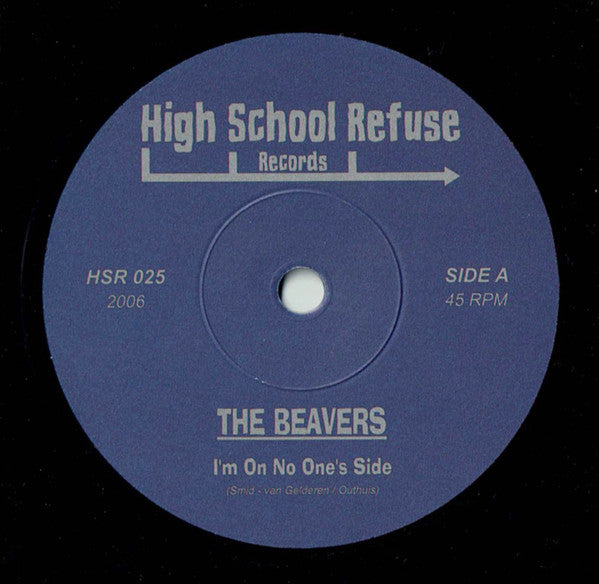 High School Refuse
Records
HSR 025
2006
SIDE A
45 RPM
THE BEAVERS
I'm On No One's Side
(Smid - van Gelderen / Outhuis)